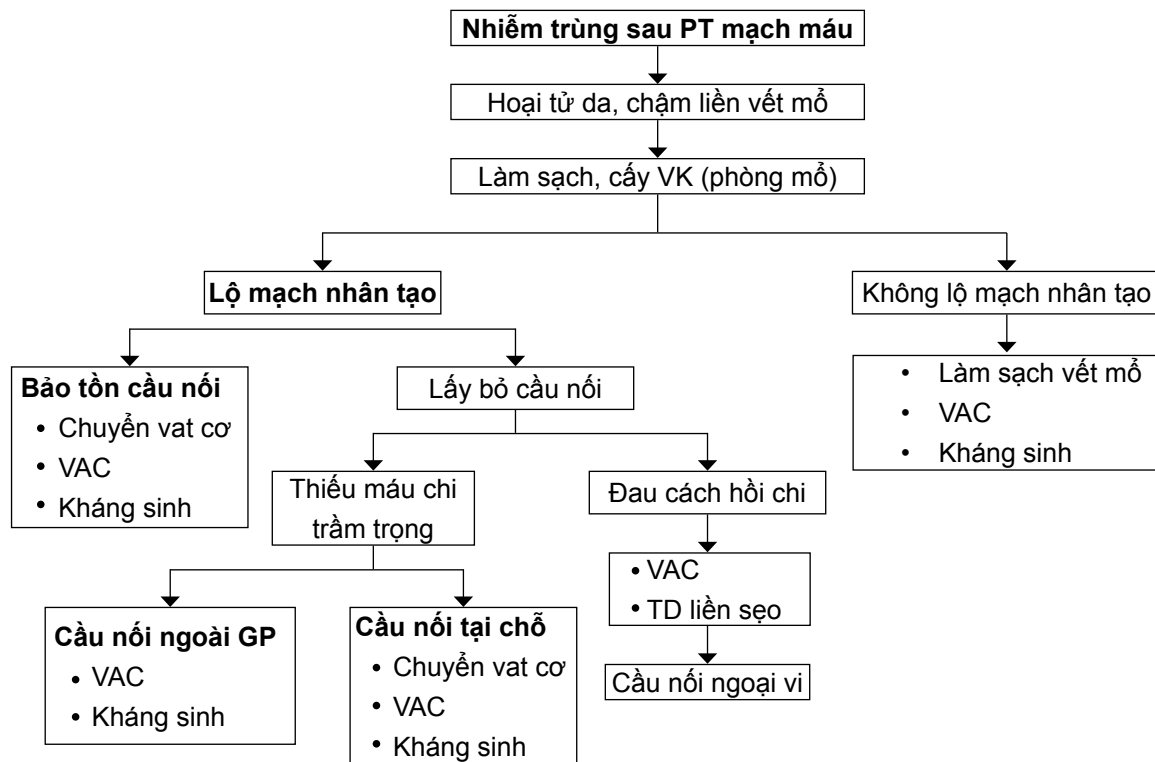 Nhiễm trùng sau PT mạch máu
Hoại tử da, chậm liền vết mổ
Làm sạch, cấy VK (phòng mổ)
Lộ mạch nhân tạo
Không lộ mạch nhân tạo
Bảo tồn cầu nối
• Chuyển vat cơ
• VAC
• Kháng sinh
Lấy bỏ cầu nối
• Làm sạch vết mổ
• VAC
• Kháng sinh
Thiếu máu chi
trầm trọng
Đau cách hồi chi
• VAC
• TD liền sẹo
Cầu nối ngoài GP
• VAC
• Kháng sinh
Cầu nối tại chỗ
• Chuyển vat cơ
• VAC
• Kháng sinh
Cầu nối ngoại vi